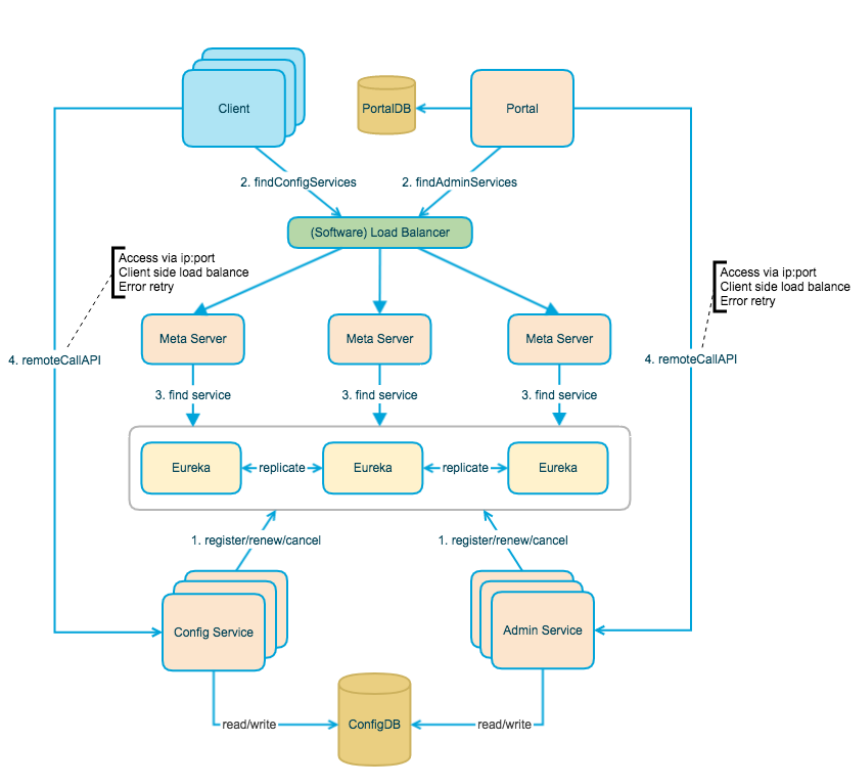 Client
PortalDB
Portal
2. findConfigServices
2. findAdminServices
(Software) Load Balancer
Access via ip:port
Client side load balance
Error retry
Access via ip:port
Client side load balance
Error retry
Meta Server
Meta Server
Meta Server
4. remoteCallAPI
4. remoteCallAPI
3. find service
3. find service
3. find service
Eureka
replicate
Eureka
replicate
Eureka
1. register/renew/cancel
1. register/renew/cancel
Config Service
Admin Service
read/write
ConfigDB
read/write